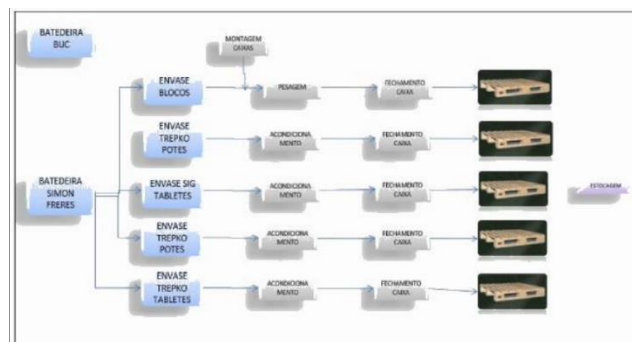 BATEDEIRA
BUC
MONTAGEM
CAIXAS
ENVASE
BLOCOS
PESAGEM
FECHAMENTO
CAIXA
ENVASE
TREPKO
POTES
ACONDICIONA
MENTO
FECHAMENTO
CAIXA
BATEDEIRA
SIMON
FRERES
ENVASE SIG
TABLETES
ACONDICIONA
MENTO
FECHAMENTO
CAIXA
ESTOCAGEM
ENVASE
TREPKO
POTES
ACONDICIONA
MENTO
FECHAMENTO
CAIXA
ENVASE
TREPKO
TABLETES
ACONDICIONA
MENTO
FECHAMENTO
CAIXA